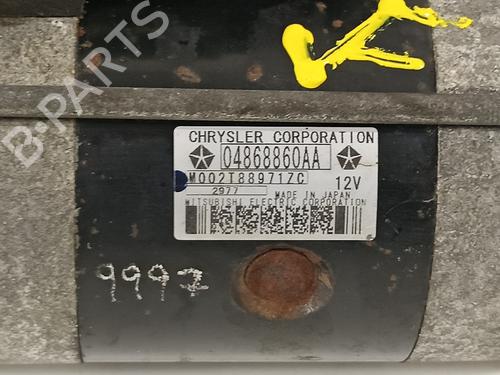 B-PARTS
CHRYSLER CORPORATION
04868860AA
M002T88971ZC
12V
2977
MADE IN JAPAN
MITSUBISHI ELECTRIC CORPORATION
9997